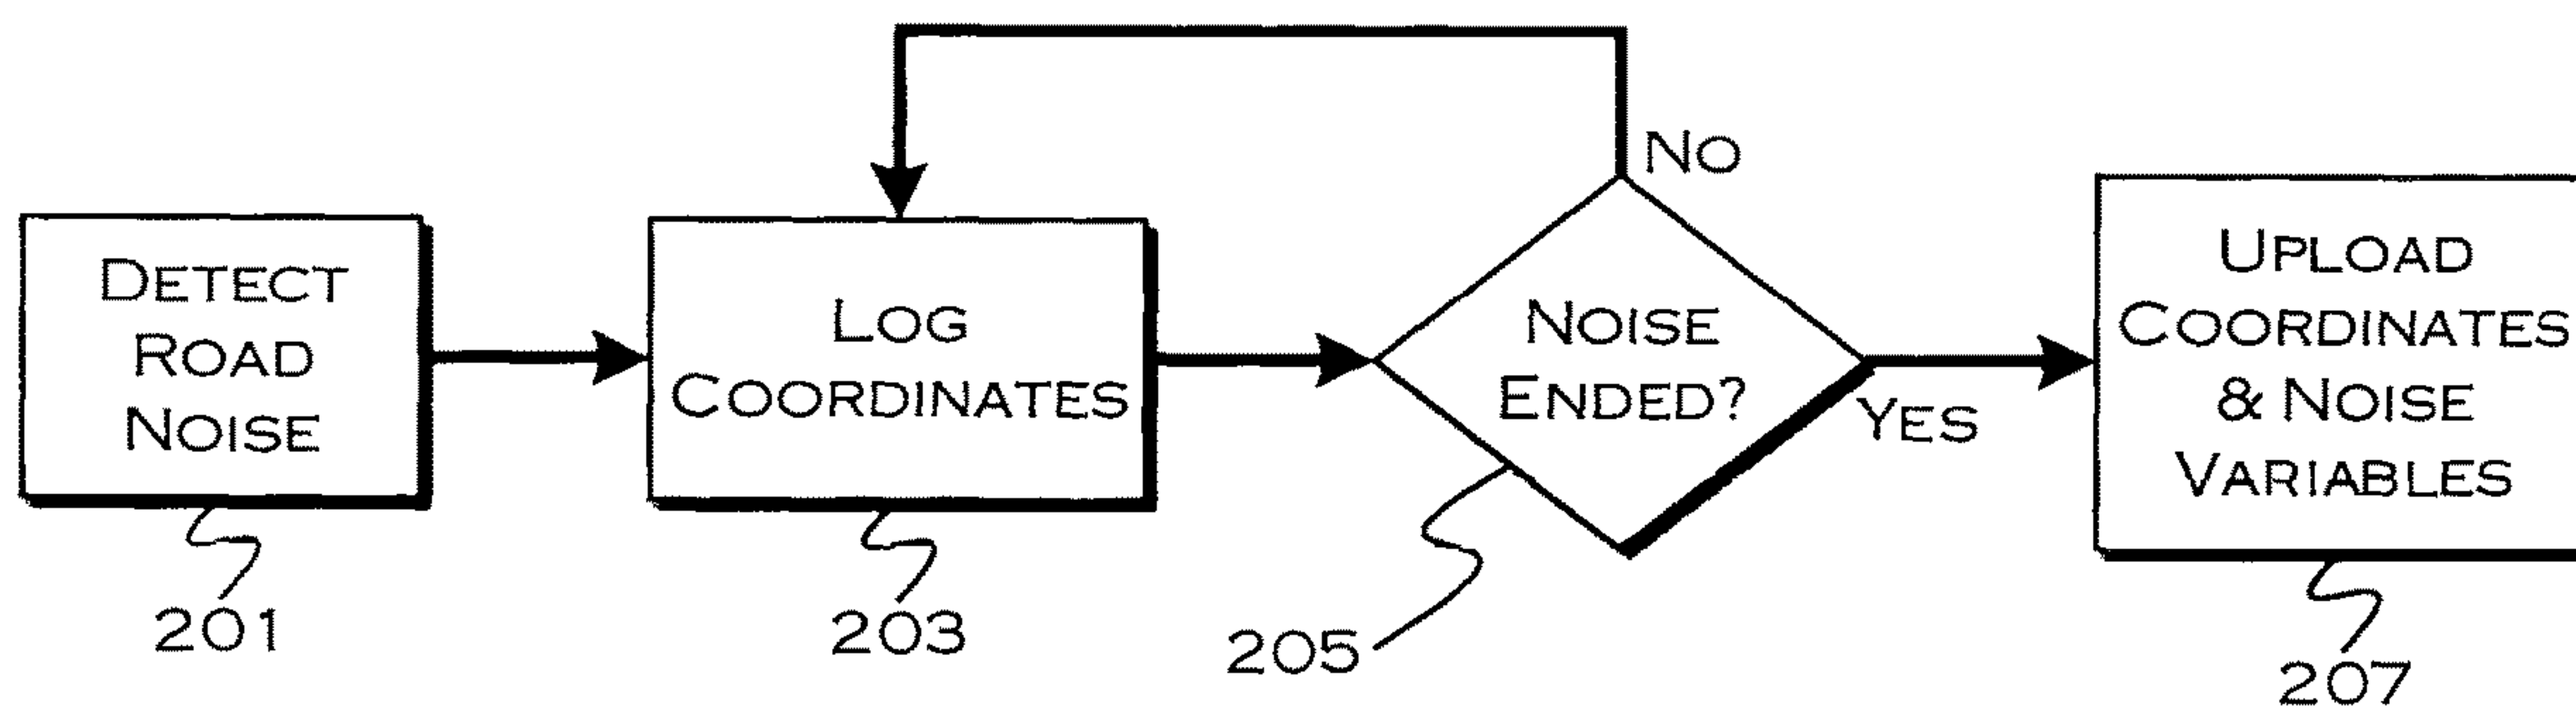 DETECT
ROAD
NOISE
201
LOG
COORDINATES
203
NOISE
ENDED?
205
NO
YES
UPLOAD
COORDINATES
& NOISE
VARIABLES
207